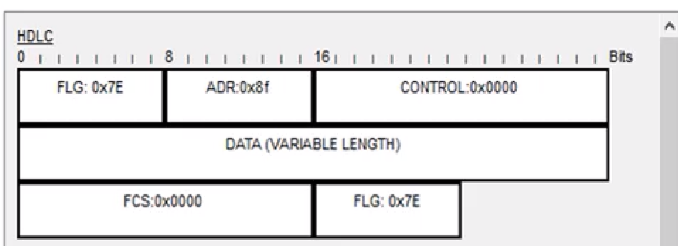 HDLC
0 8 16 Bits
FLG: 0x7E ADR:0x8f CONTROL:0x0000
DATA (VARIABLE LENGTH)
FCS:0x0000 FLG: 0x7E